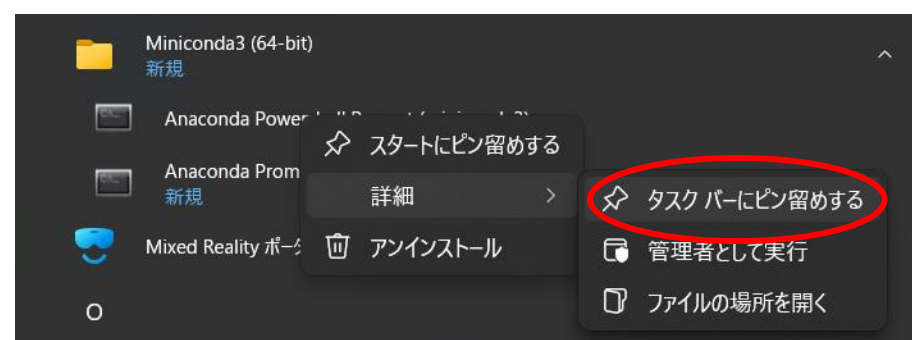 Miniconda3 (64-bit)
新規
Anaconda Power
スタートにピン留めする
Anaconda Prom
新規
詳細
タスク バーにピン留めする
Mixed Reality ポータ
アンインストール
管理者として実行
ファイルの場所を開く
O